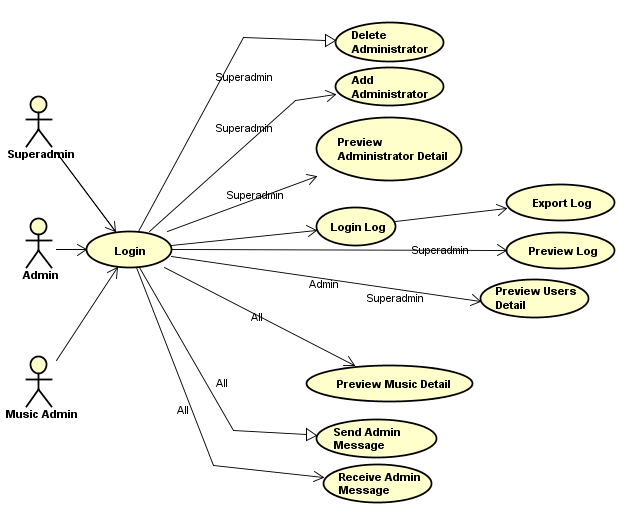 Delete
Administrator
Superadmin
Add
Administrator
Superadmin
Superadmin
Preview
Administrator Detail
Superadmin
Login Log
Export Log
Admin
Login
Superadmin
Preview Log
Admin
Superadmin
Preview Users
Detail
All
Preview Music Detail
Music Admin
All
All
Send Admin
Message
Receive Admin
Message